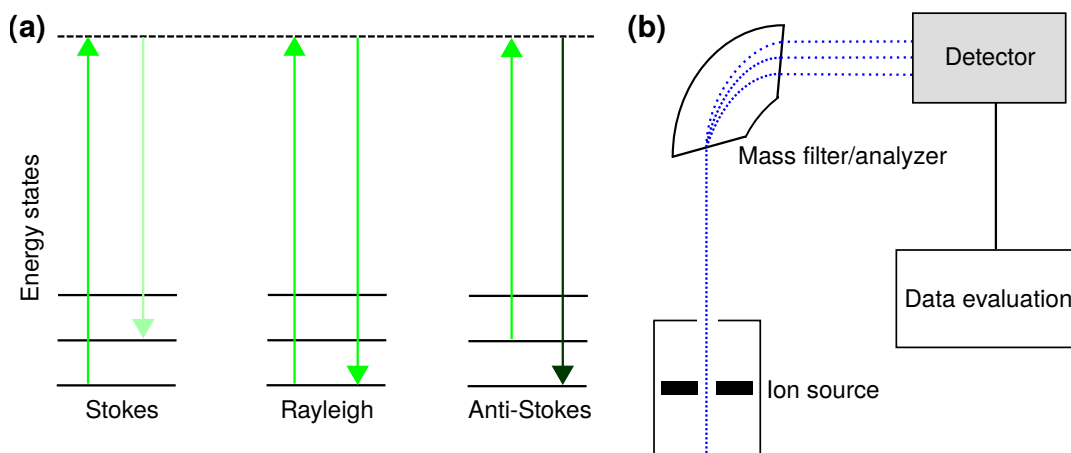 (a)
Energy states
Stokes
Rayleigh
Anti-Stokes
(b)
Detector
Mass filter/analyzer
Data evaluation
Ion source